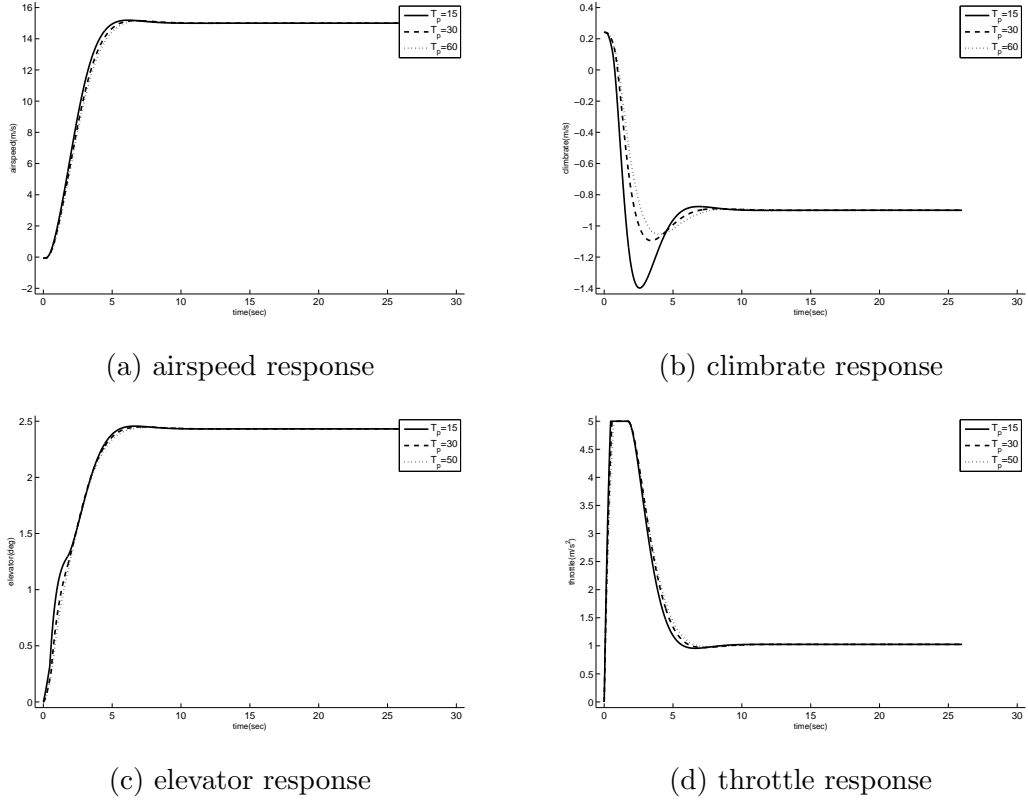 16
14
12
10
8
6
4
2
0
−2
airspeed(m/s)
0 5 10 15 20 25 30
time(sec)
T_p=15
T_p=30
T_p=60
(a) airspeed response
0.4
0.2
0
−0.2
−0.4
−0.6
−0.8
−1
−1.2
−1.4
climbrate(m/s)
0 5 10 15 20 25 30
time(sec)
T_p=15
T_p=30
T_p=60
(b) climbrate response
2.5
2
1.5
1
0.5
0
elevator(deg)
0 5 10 15 20 25 30
time(sec)
T_p=15
T_p=30
T_p=50
(c) elevator response
5
4.5
4
3.5
3
2.5
2
1.5
1
0.5
0
throttle(m/s²)
0 5 10 15 20 25 30
time(sec)
T_p=15
T_p=30
T_p=50
(d) throttle response